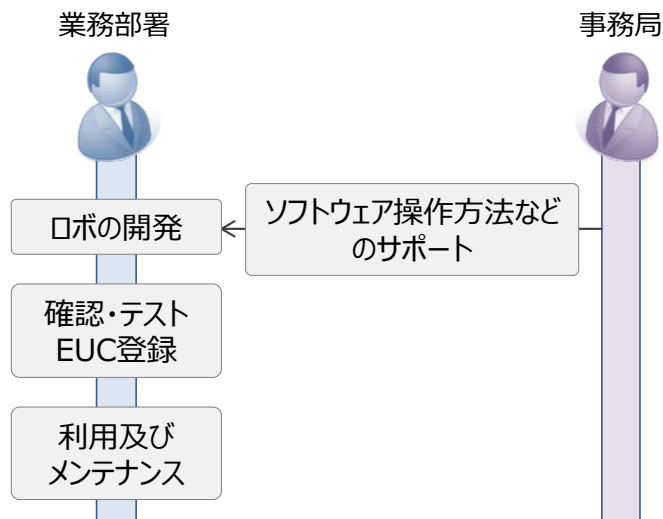 業務部署
事務局
ロボの開発
ソフトウェア操作方法など
のサポート
確認・テスト
EUC登録
利用及び
メンテナンス